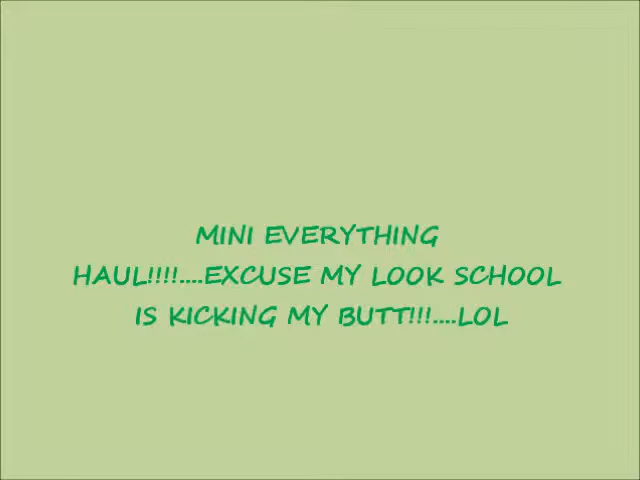 MINI EVERYTHING
HAUL!!!!....EXCUSE MY LOOK SCHOOL
IS KICKING MY BUTT!!!....LOL